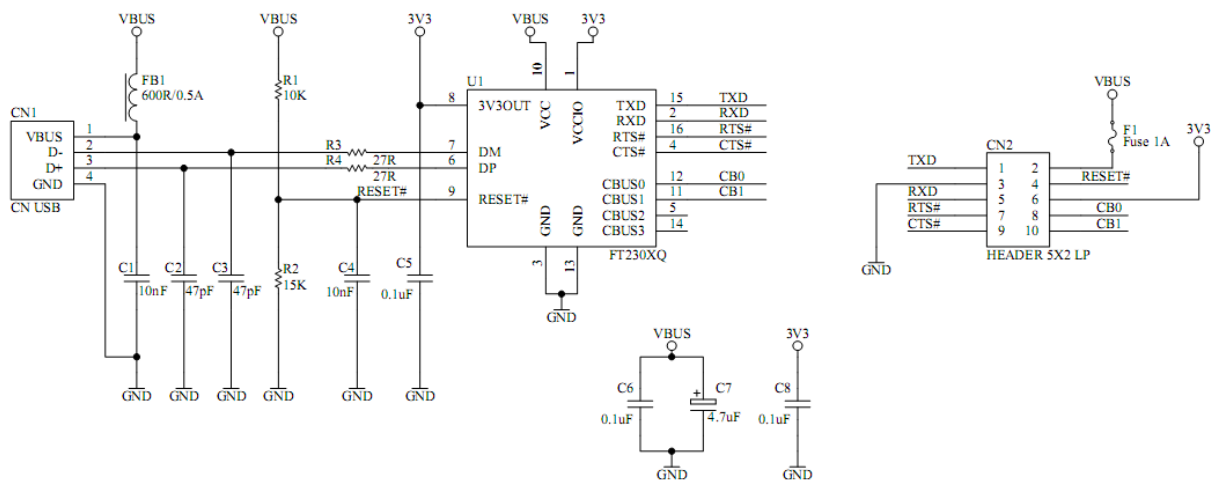 VBUS
VBUS
3V3
VBUS
3V3
FB1
600R/0.5A
R1
10K
U1
10
1
VCC
VCCIO
8
3V3OUT
TXD
15
TXD
RXD
2
RXD
RTS#
16
RTS#
CTS#
4
CTS#
CN1
VBUS
1
D-
2
D+
3
GND
4
CN USB
R3
27R
R4
27R
7
DM
6
DP
RESET#
9
RESET#
CBUS0
12
CB0
CBUS1
11
CB1
CBUS2
5
CBUS3
14
GND
GND
3
13
FT230XQ
GND
C1
10nF
C2
47pF
C3
47pF
R2
15K
C4
10nF
C5
0.1uF
GND
GND
GND
GND
GND
GND
VBUS
F1
Fuse 1A
3V3
CN2
TXD
1
2
3
4
RESET#
RXD
5
6
RTS#
7
8
CB0
CTS#
9
10
CB1
HEADER 5X2 LP
GND
VBUS
3V3
C6
0.1uF
C7
+
4.7uF
C8
0.1uF
GND
GND